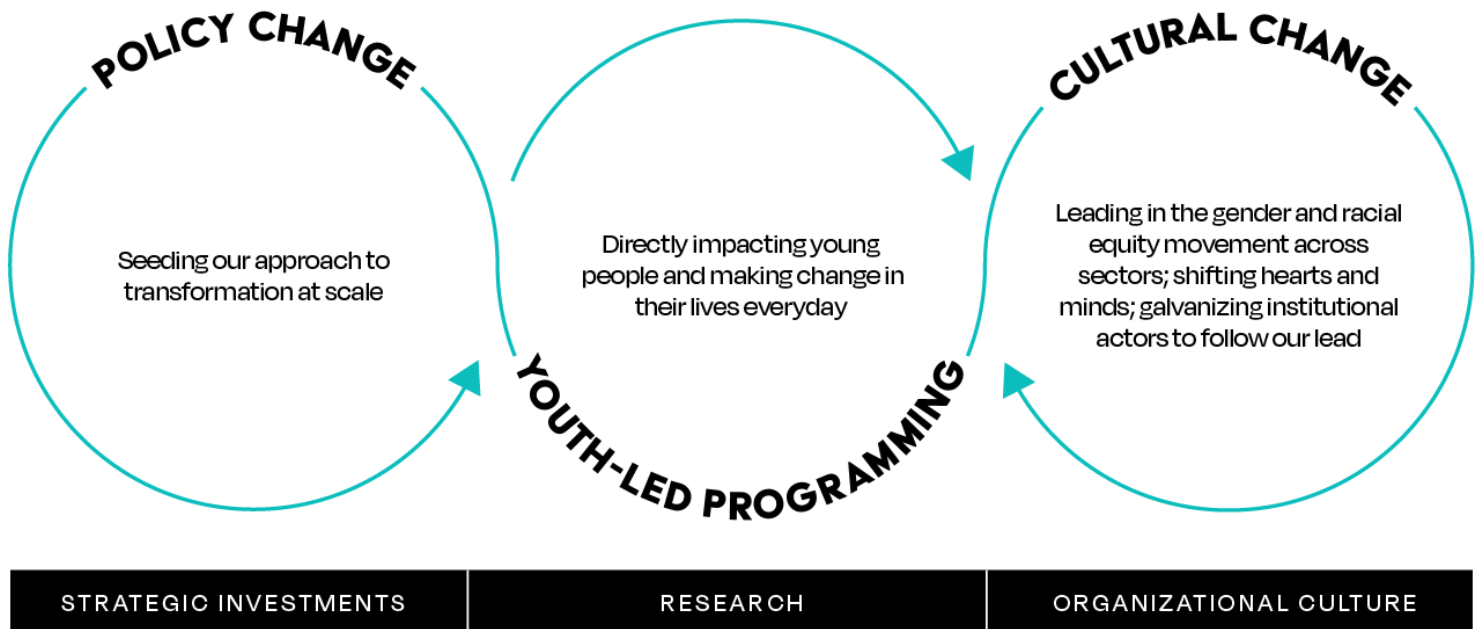 POLICY CHANGE
Seeding our approach to
transformation at scale
Directly impacting young
people and making change in
their lives everyday
YOUTH-LED PROGRAMMING
CULTURAL CHANGE
Leading in the gender and racial
equity movement across
sectors; shifting hearts and
minds; galvanizing institutional
actors to follow our lead
STRATEGIC INVESTMENTS
RESEARCH
ORGANIZATIONAL CULTURE